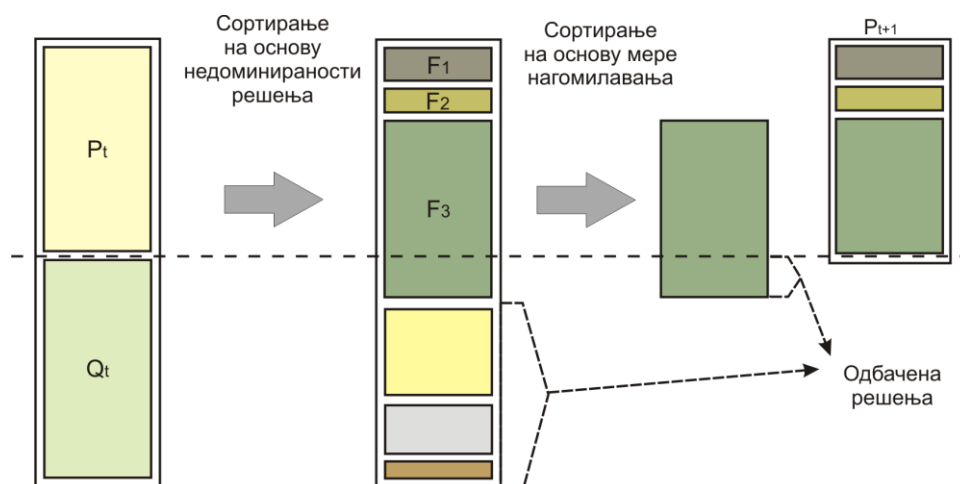 Сортирање
на основу
недоминираности
решења
Сортирање
на основу мере
нагомилавања
Pt+1
F1
F2
Pt
F3
Qt
Одбачена
решења